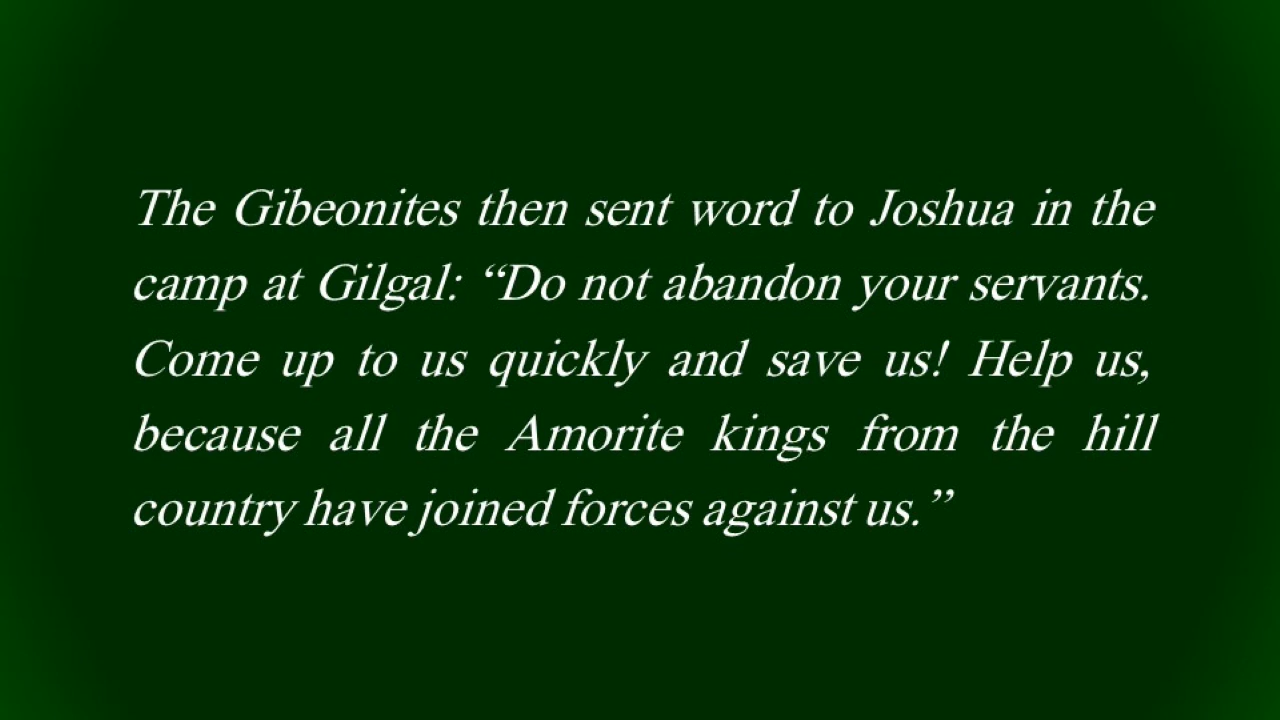 The Gibeonites then sent word to Joshua in the
camp at Gilgal: “Do not abandon your servants.
Come up to us quickly and save us! Help us,
because all the Amorite kings from the hill
country have joined forces against us.”